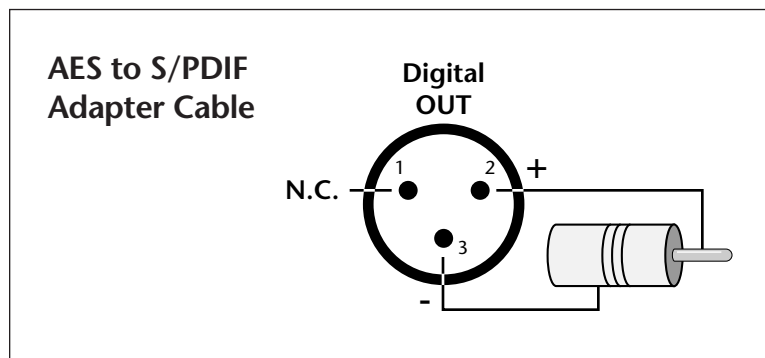 AES to S/PDIF
Adapter Cable
Digital
OUT
N.C.
1
2
+
3
-